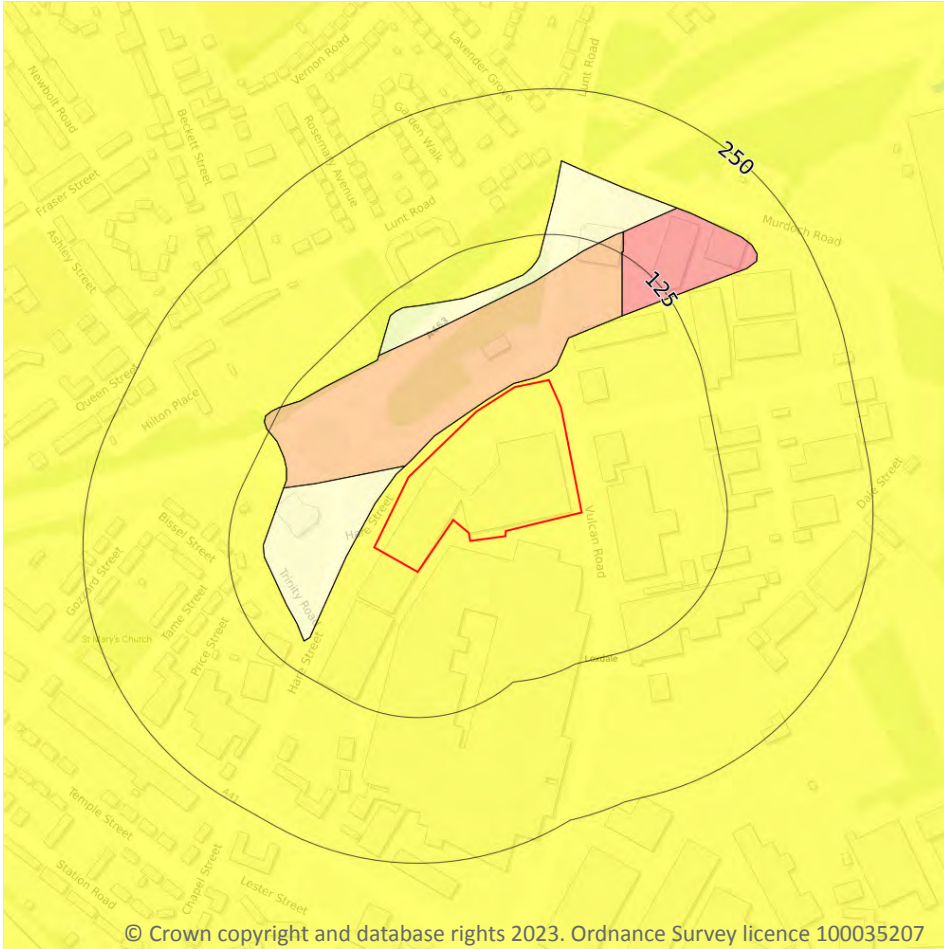 Newbolt Road
Vernon Road
Lavender Grove
Lunt Road
Beckett Street
Garden Walk
Rosemary Avenue
250
Fraser Street
Lunt Road
Murdoch Road
Ashley Street
125
Queen Street
Hilton Place
Dale Street
Hare Street
Bissel Street
Vulcan Road
Gozzard Street
Trinity Road
Tame Street
St Mary's Church
Price Street
Hare Street
Loxdale
A41
Temple Street
Station Road
Chapel Street
Lester Street
© Crown copyright and database rights 2023. Ordnance Survey licence 100035207